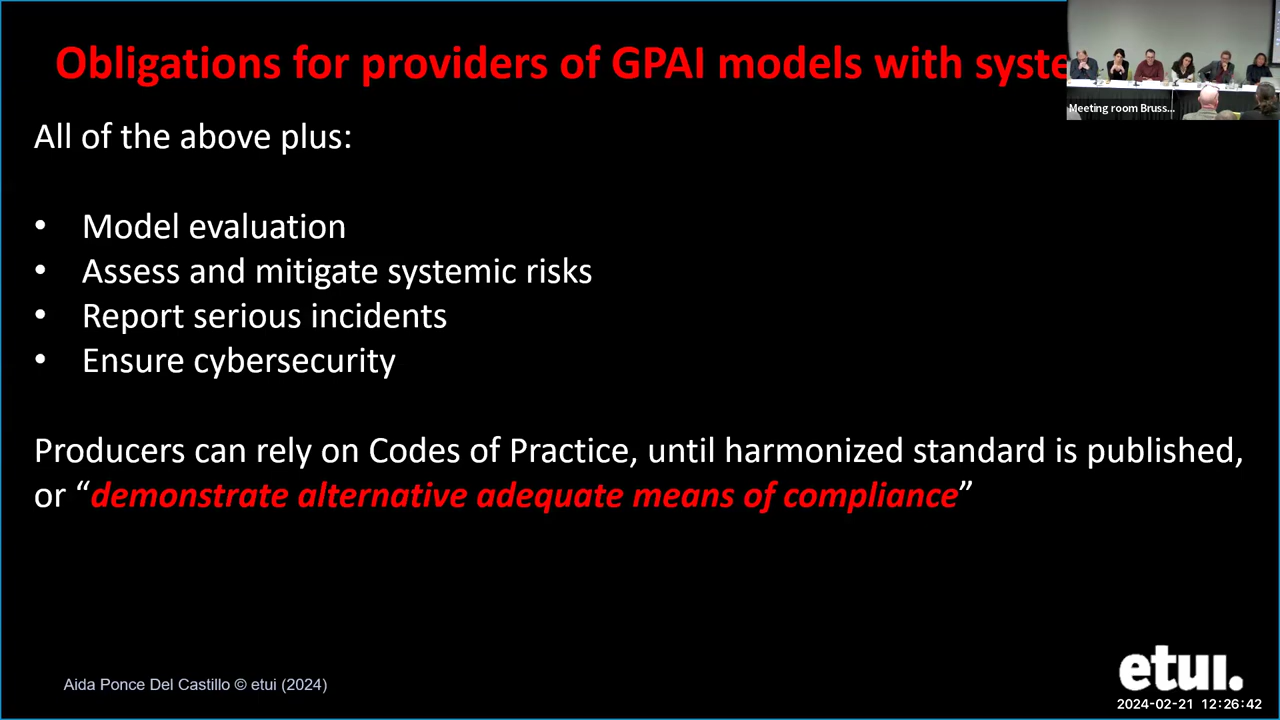 Obligations for providers of GPAI models with syste
Meeting room Bruss...
All of the above plus:
• Model evaluation
• Assess and mitigate systemic risks
• Report serious incidents
• Ensure cybersecurity
Producers can rely on Codes of Practice, until harmonized standard is published,
or “demonstrate alternative adequate means of compliance”
Aida Ponce Del Castillo © etui (2024)
etui.
2024-02-21 12:26:42